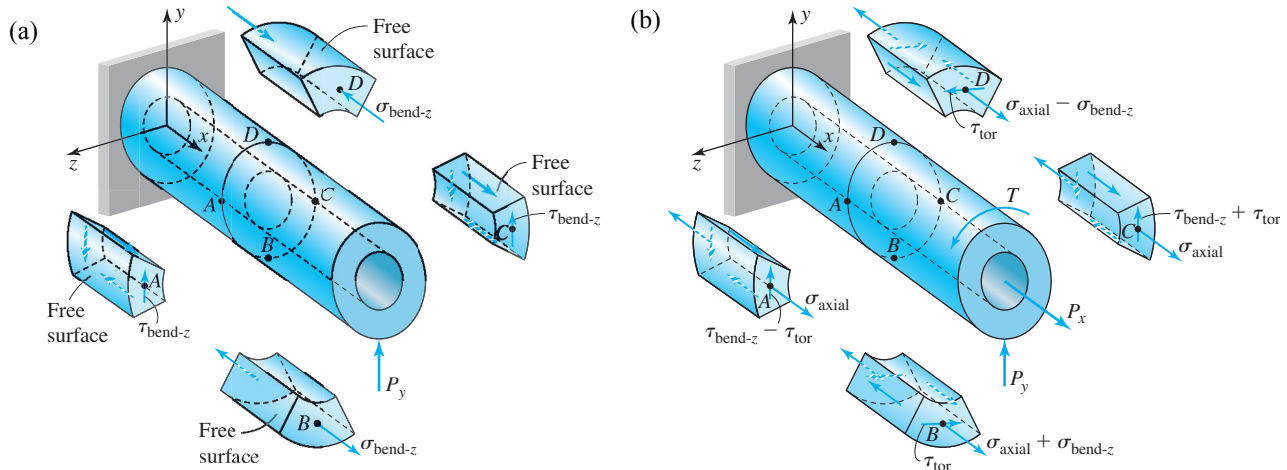 (a)
y
Free
surface
D
σbend-z
z
x
D
A
C
B
Free
surface
C
τbend-z
A
τbend-z
Free
surface
Py
Free
surface
B
σbend-z
(b)
y
D
σaxial − σbend-z
τtor
z
x
D
A
C
B
T
C
τbend-z + τtor
σaxial
A
σaxial
τbend-z − τtor
Px
Py
B
σaxial + σbend-z
τtor